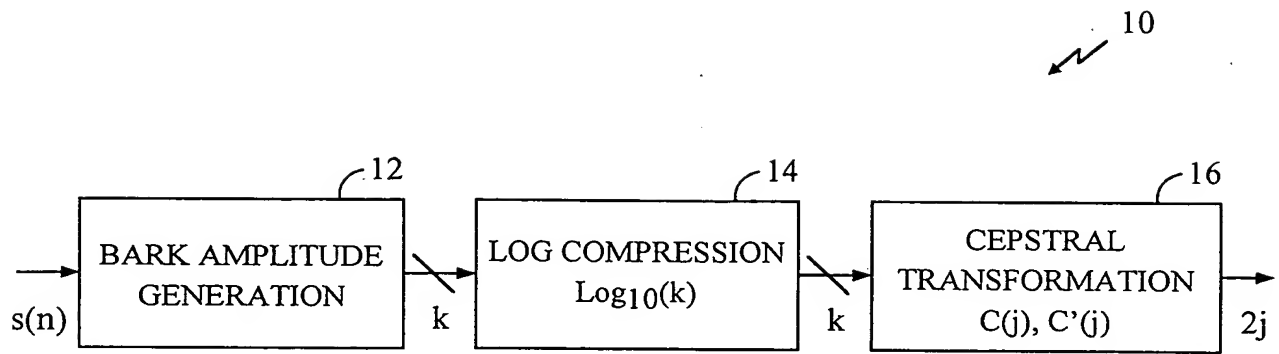 10
12
14
16
BARK AMPLITUDE
GENERATION
LOG COMPRESSION
Log10(k)
CEPSTRAL
TRANSFORMATION
C(j), C'(j)
s(n)
k
k
2j